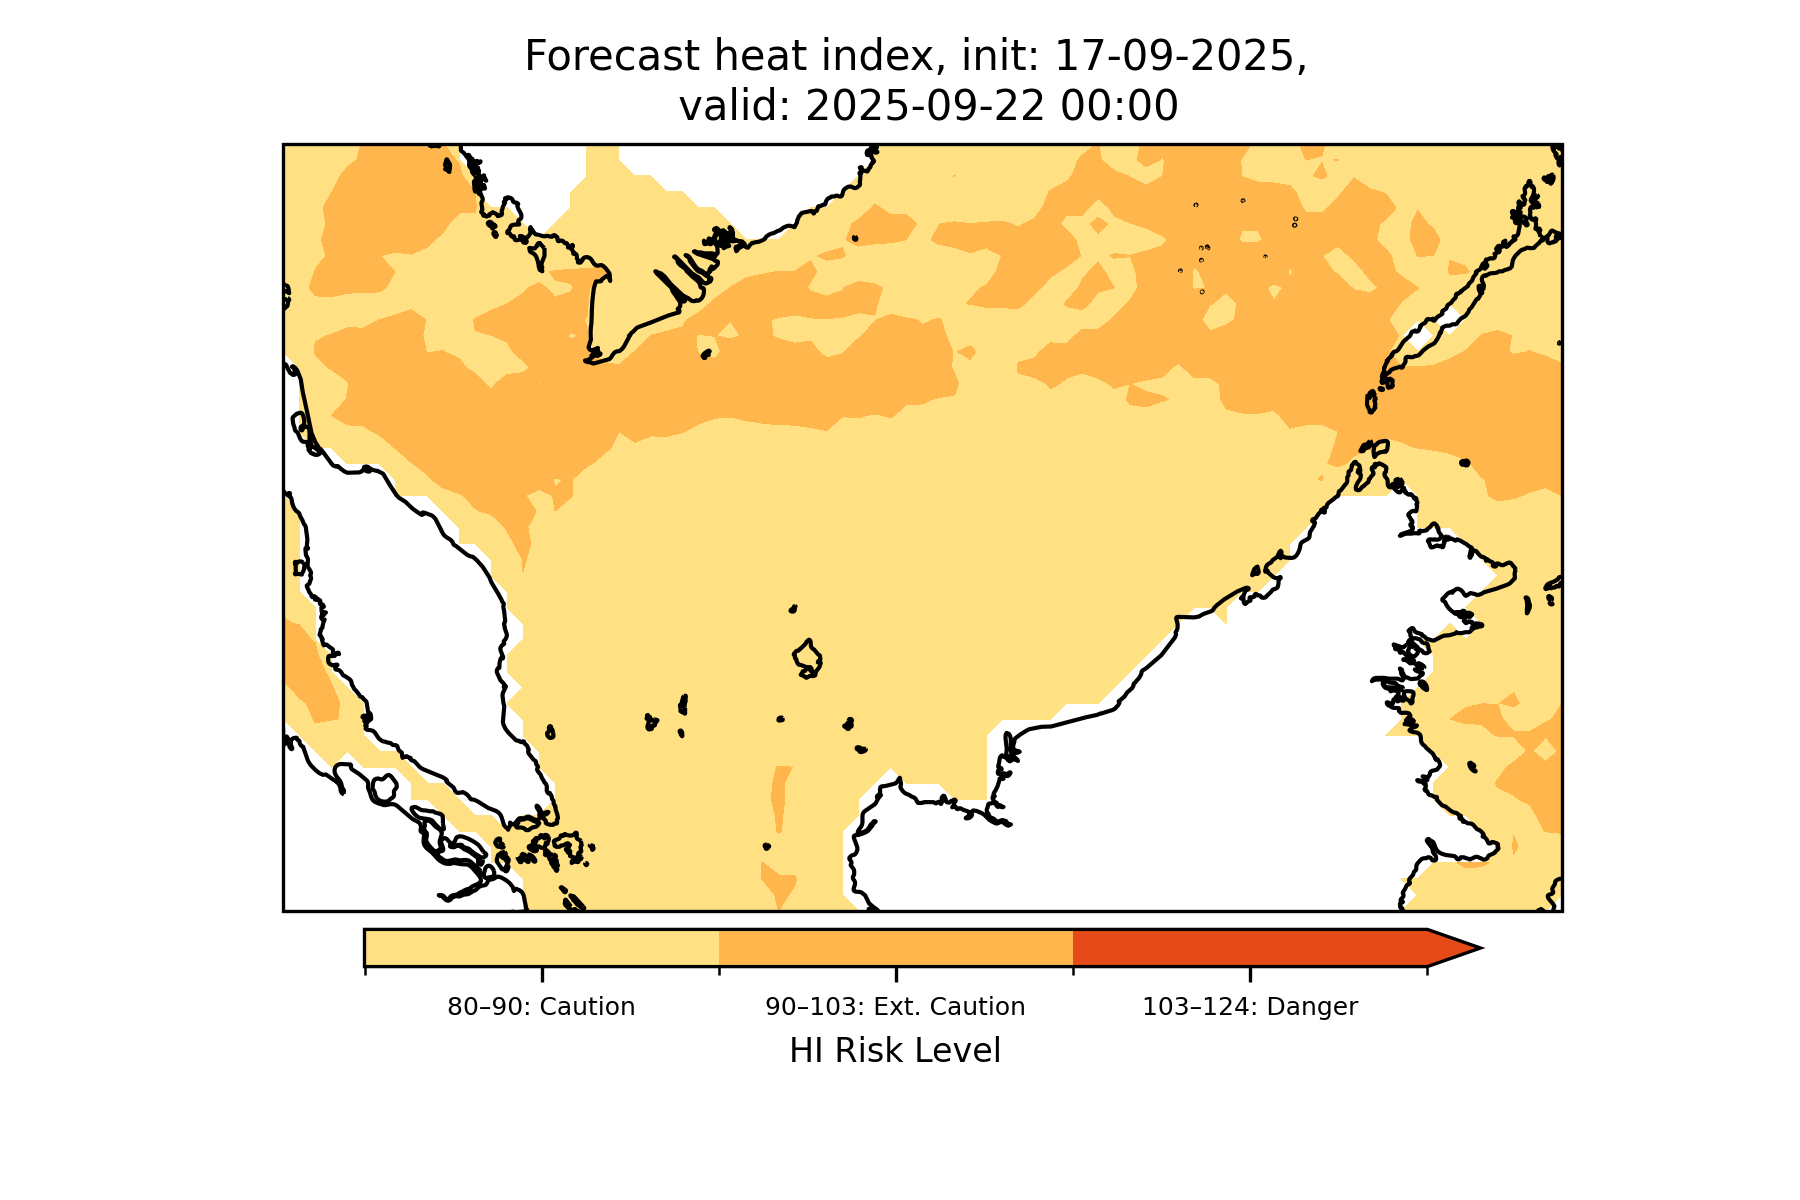 Forecast heat index, init: 17-09-2025,
valid: 2025-09-22 00:00
80–90: Caution
90–103: Ext. Caution
103–124: Danger
HI Risk Level